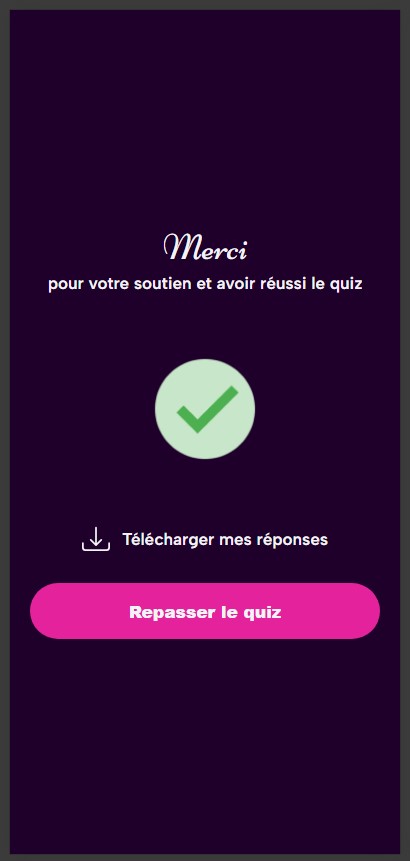 Merci
pour votre soutien et avoir réussi le quiz
Télécharger mes réponses
Repasser le quiz